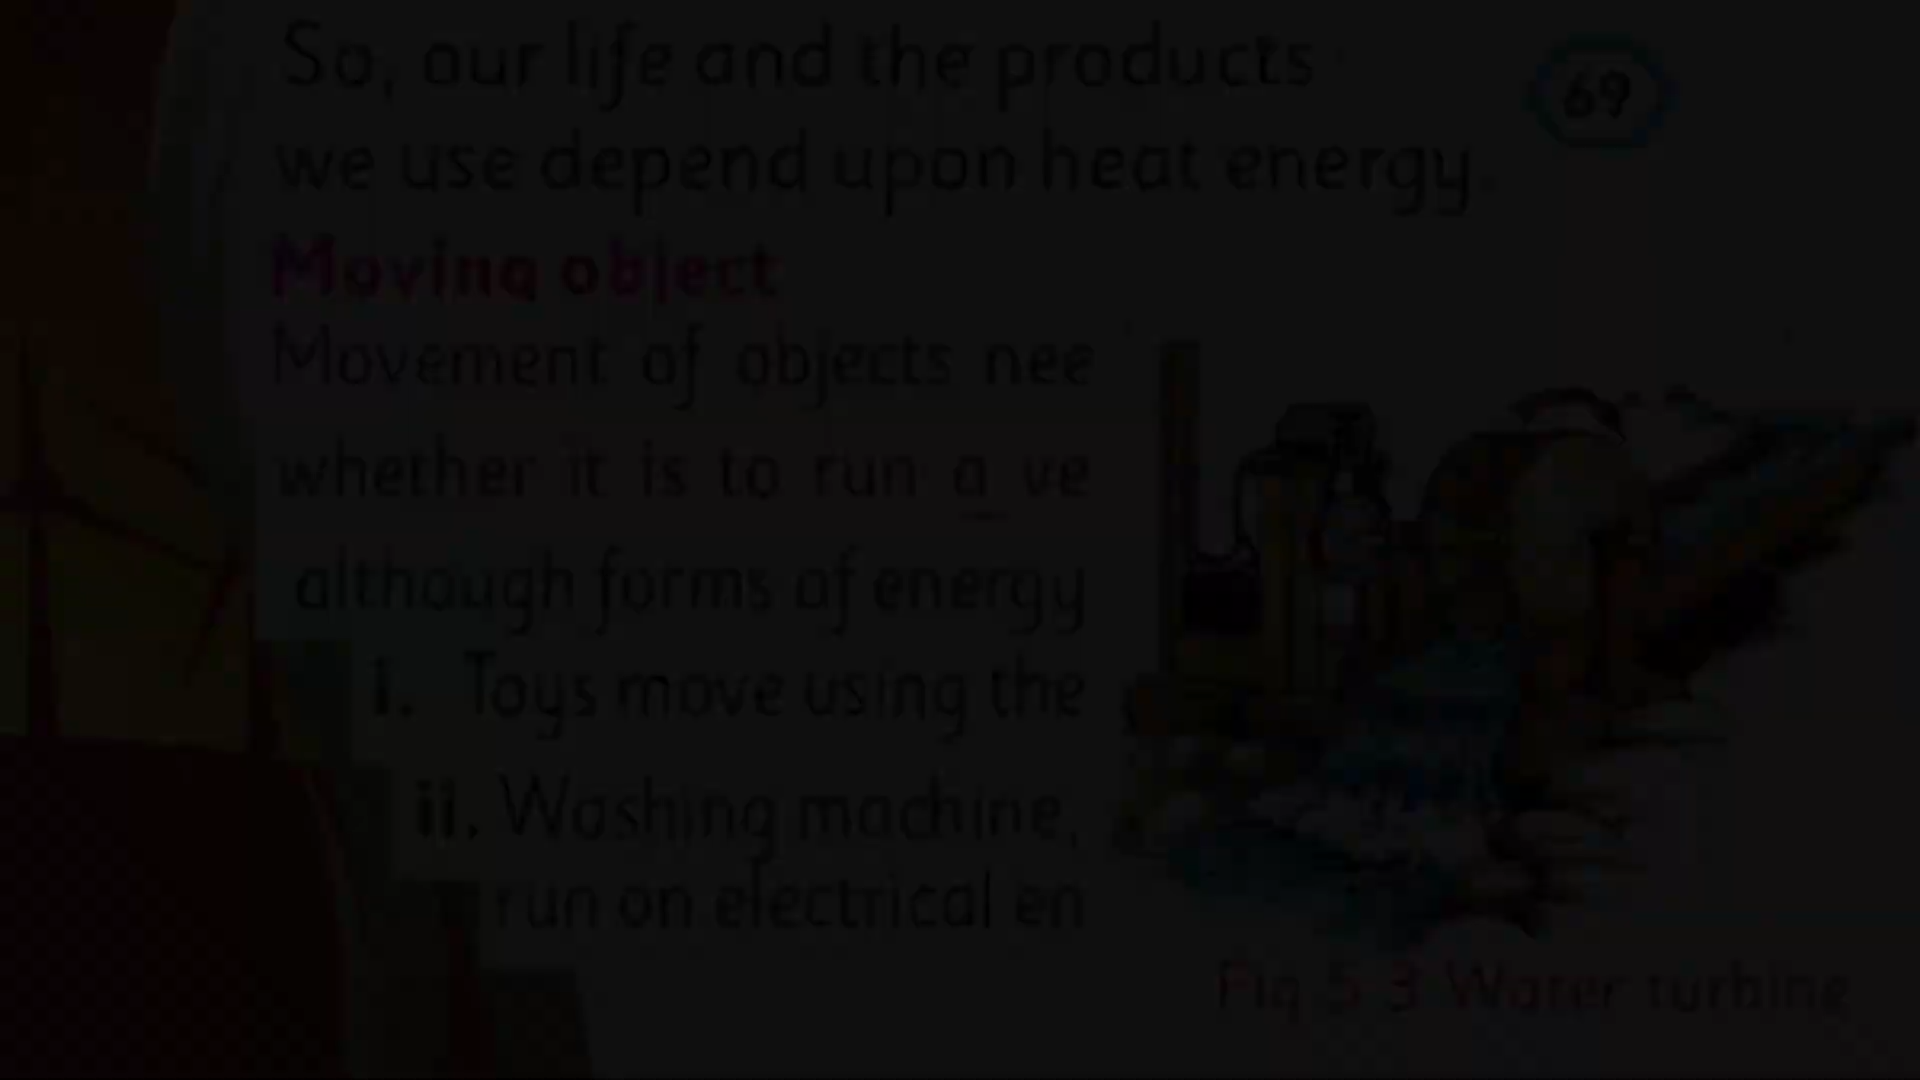 So, our life and the products
69
we use depend upon heat energy
Moving object
Movement of objects nee
whether it is to run a ve
although forms of energy
i. Toys move using the
ii. Washing machine,
run on electrical en
Fig 5 3 Water turbine